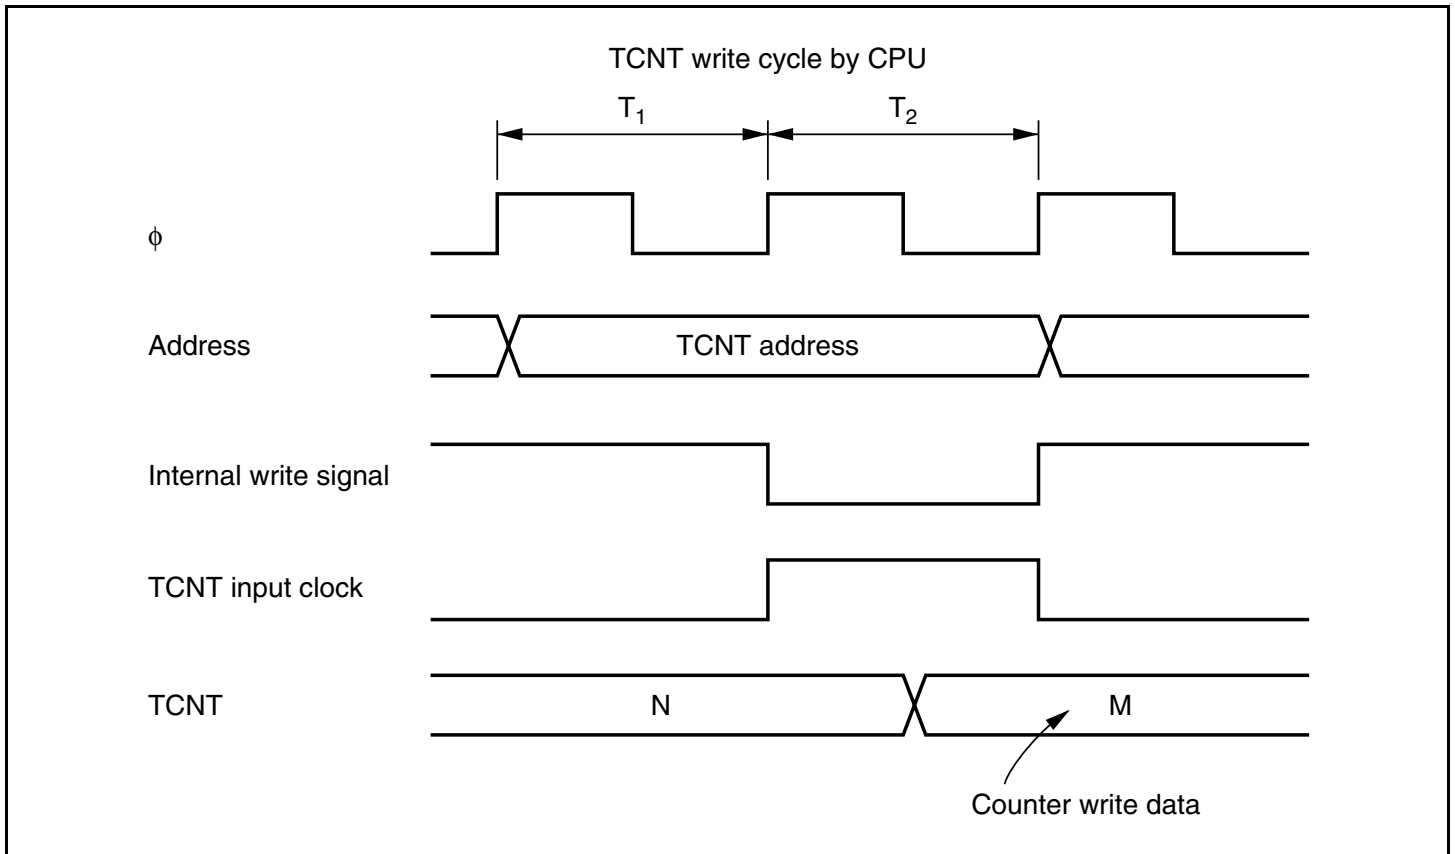 TCNT write cycle by CPU
T1 T2
ϕ
Address TCNT address
Internal write signal
TCNT input clock
TCNT N M
Counter write data